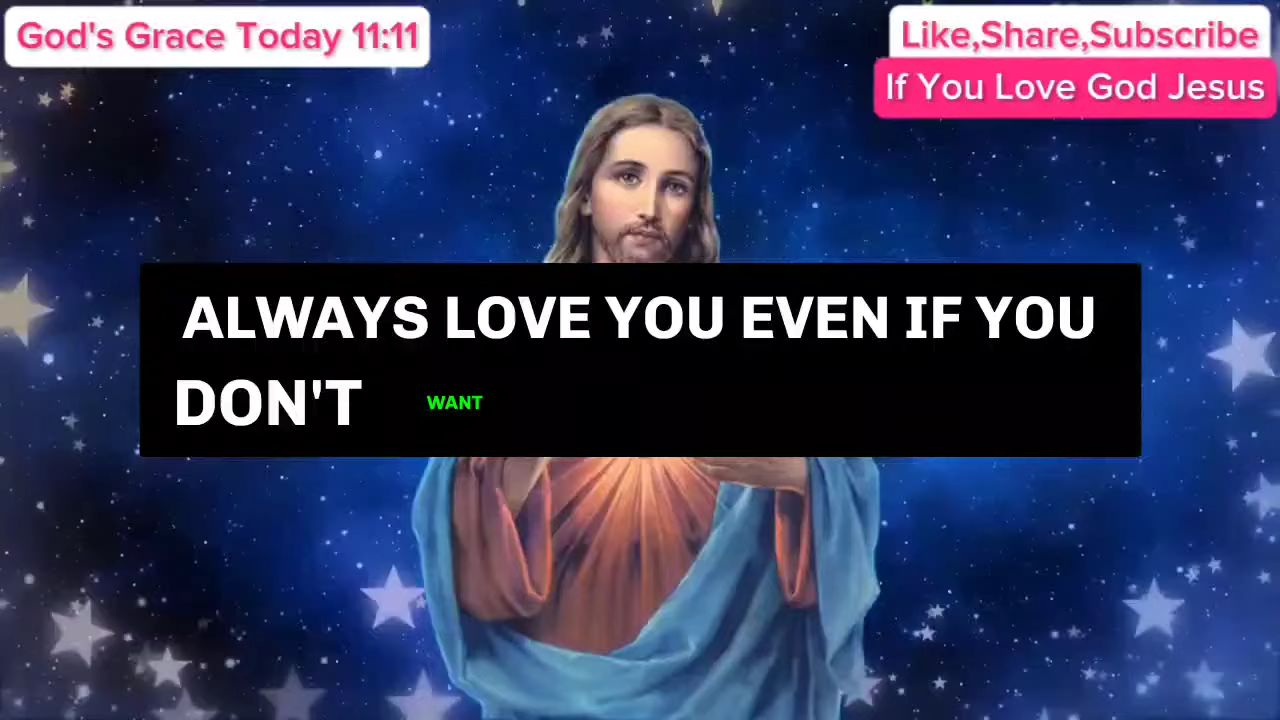 God's Grace Today 11:11
Like,Share,Subscribe
If You Love God Jesus
ALWAYS LOVE YOU EVEN IF YOU
DON'T WANT